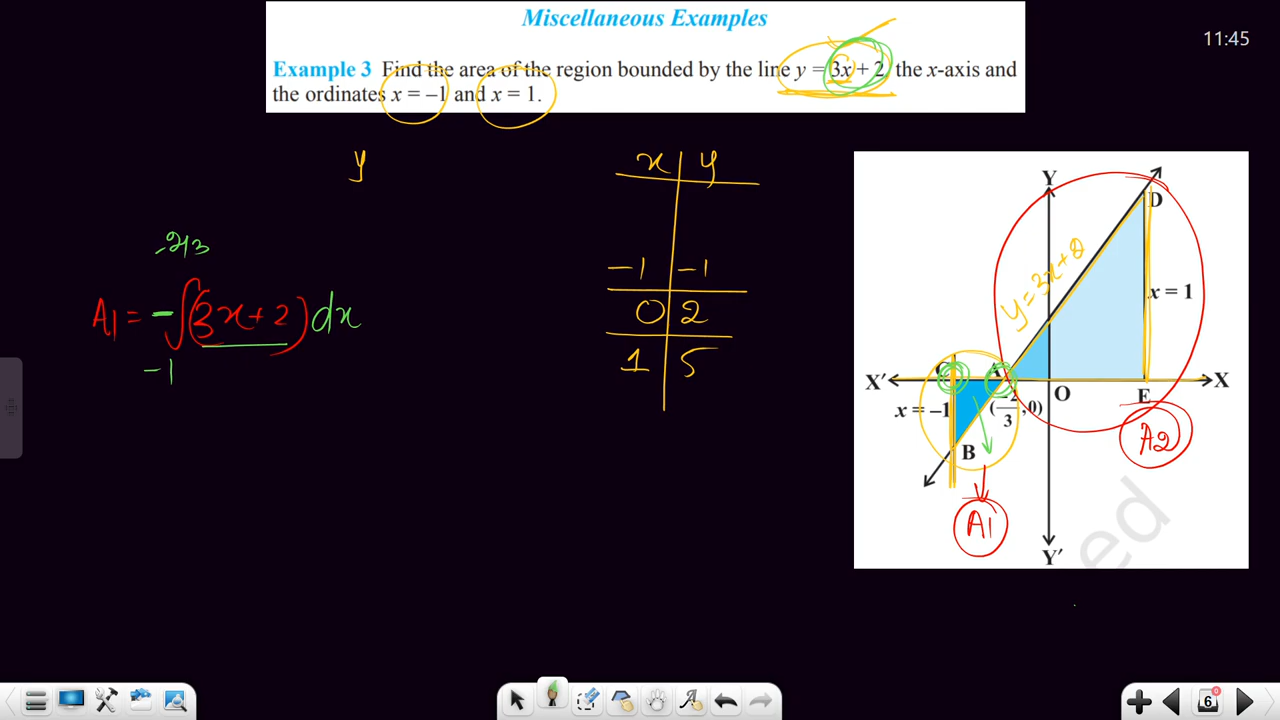 Miscellaneous Examples
11:45
Example 3 Find the area of the region bounded by the line y = 3x + 2, the x-axis and
the ordinates x = –1 and x = 1.
y
x y
-1 -1
0 2
1 5
-2/3
A1 = -∫(3x+2)dx
-1
Y
D
x = 1
C A
X′ X
O
E
x = –1
(-2/3, 0)
B
A2
A1
Y′
ed
6
0